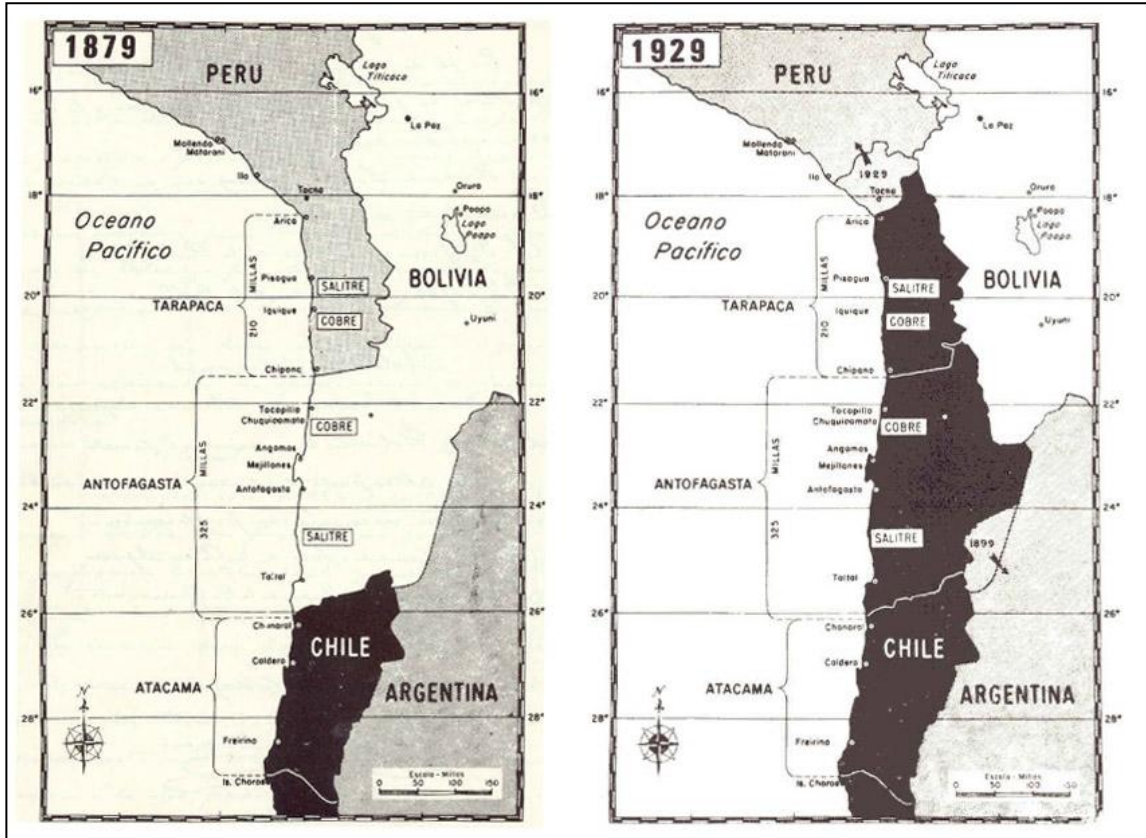 1879
PERU
Lago
Titicaca
16°
La Paz
Mollendo
Matarani
Ilo
Oruro
18°
Tacna
Poopo
Lago
Poopo
Arica
Oceano
Pacífico
BOLIVIA
MILLAS
Pisagua
SALITRE
20°
TARAPACA
Iquique
COBRE
Uyuni
210
Chipana
22°
Tocopilla
Chuquicamata
COBRE
Angamos
MILLAS
Mejillones
ANTOFAGASTA
Antofagasta
24°
325
SALITRE
Taltal
26°
Chanaral
CHILE
Caldera
ATACAMA
ARGENTINA
N
28°
Freirina
Escala - Millas
0 50 100 150
Is. Choros
1929
PERU
Lago
Titicaca
16°
La Paz
Mollendo
Matarani
1929
Ilo
Oruro
18°
Tacna
Poopo
Lago
Poopo
Arica
Oceano
Pacífico
BOLIVIA
MILLAS
Pisagua
SALITRE
20°
TARAPACA
Iquique
COBRE
Uyuni
210
Chipana
22°
Tocopilla
Chuquicamata
COBRE
Angamos
MILLAS
Mejillones
ANTOFAGASTA
Antofagasta
24°
325
SALITRE
1899
Taltal
26°
Chanaral
CHILE
Caldera
ATACAMA
ARGENTINA
N
28°
Freirina
Escala - Millas
0 50 100 150
Is. Choros